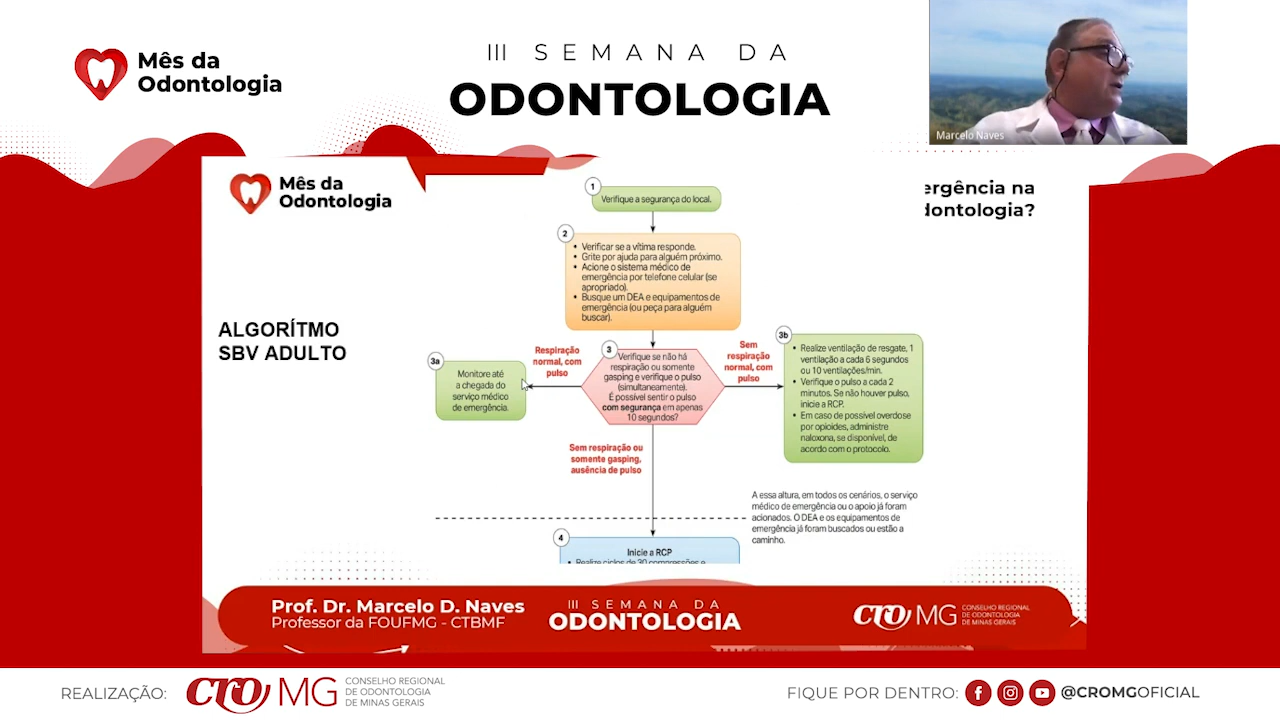 Mês da
Odontologia
III SEMANA DA
ODONTOLOGIA
Marcelo Naves
Mês da
Odontologia
ergência na
dontologia?
ALGORÍTMO
SBV ADULTO
1
Verifique a segurança do local.
2
• Verificar se a vítima responde.
• Grite por ajuda para alguém próximo.
• Acione o sistema médico de
emergência por telefone celular (se
apropriado).
• Busque um DEA e equipamentos de
emergência (ou peça para alguém
buscar).
3a
Monitore até
a chegada do
serviço médico
de emergência.
Respiração
normal, com
pulso
3
Verifique se não há
respiração ou somente
gasping e verifique o pulso
(simultaneamente).
É possível sentir o pulso
com segurança em apenas
10 segundos?
Sem
respiração
normal, com
pulso
3b
• Realize ventilação de resgate, 1
ventilação a cada 6 segundos
ou 10 ventilações/min.
• Verifique o pulso a cada 2
minutos. Se não houver pulso,
inicie a RCP.
• Em caso de possível overdose
por opioides, administre
naloxona, se disponível, de
acordo com o protocolo.
Sem respiração ou
somente gasping,
ausência de pulso
A essa altura, em todos os cenários, o serviço
médico de emergência ou o apoio já foram
acionados. O DEA e os equipamentos de
emergência já foram buscados ou estão a
caminho.
4
Inicie a RCP
• Realize ciclos de 30 compressões e
Prof. Dr. Marcelo D. Naves
Professor da FOUFMG - CTBMF
III SEMANA DA
ODONTOLOGIA
CRO MG
CONSELHO REGIONAL
DE ODONTOLOGIA
DE MINAS GERAIS
REALIZAÇÃO:
CRO MG
CONSELHO REGIONAL
DE ODONTOLOGIA
DE MINAS GERAIS
FIQUE POR DENTRO:
@CROMGOFICIAL